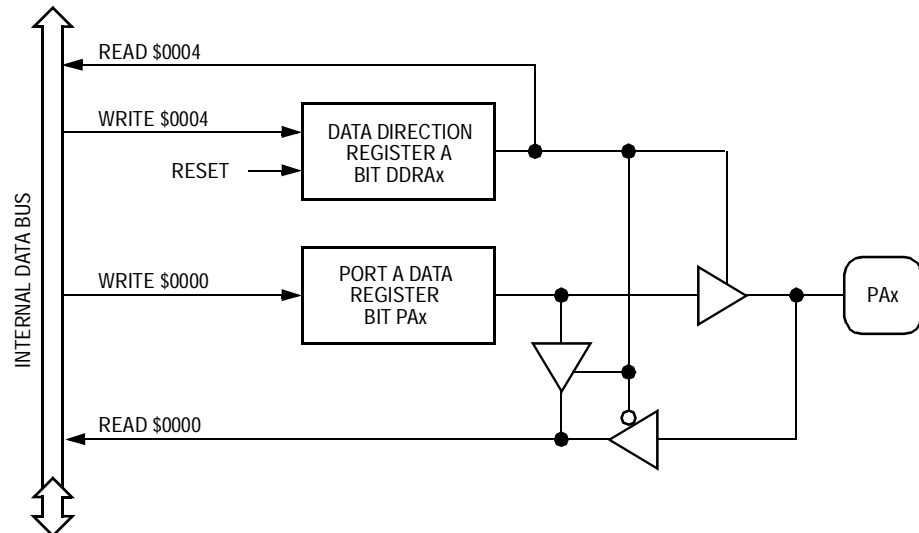 READ $0004
WRITE $0004
DATA DIRECTION
REGISTER A
BIT DDRAx
RESET
INTERNAL DATA BUS
WRITE $0000
PORT A DATA
REGISTER
BIT PAx
PAx
READ $0000